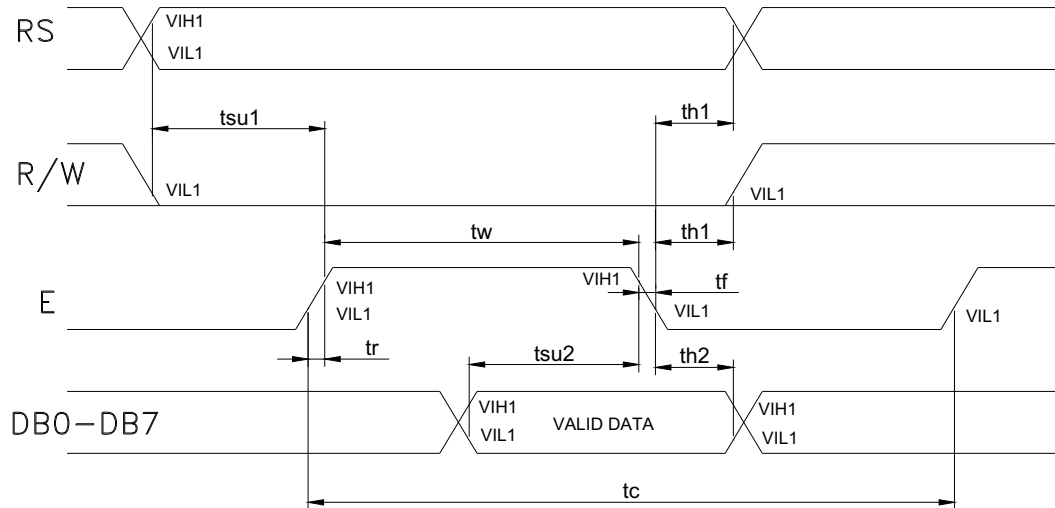 RS
VIH1
VIL1
tsu1
th1
R/W
VIL1
VIL1
tw
th1
E
VIH1
VIL1
VIH1
tf
VIL1
VIL1
tr
tsu2
th2
DB0-DB7
VIH1
VIL1
VALID DATA
VIH1
VIL1
tc